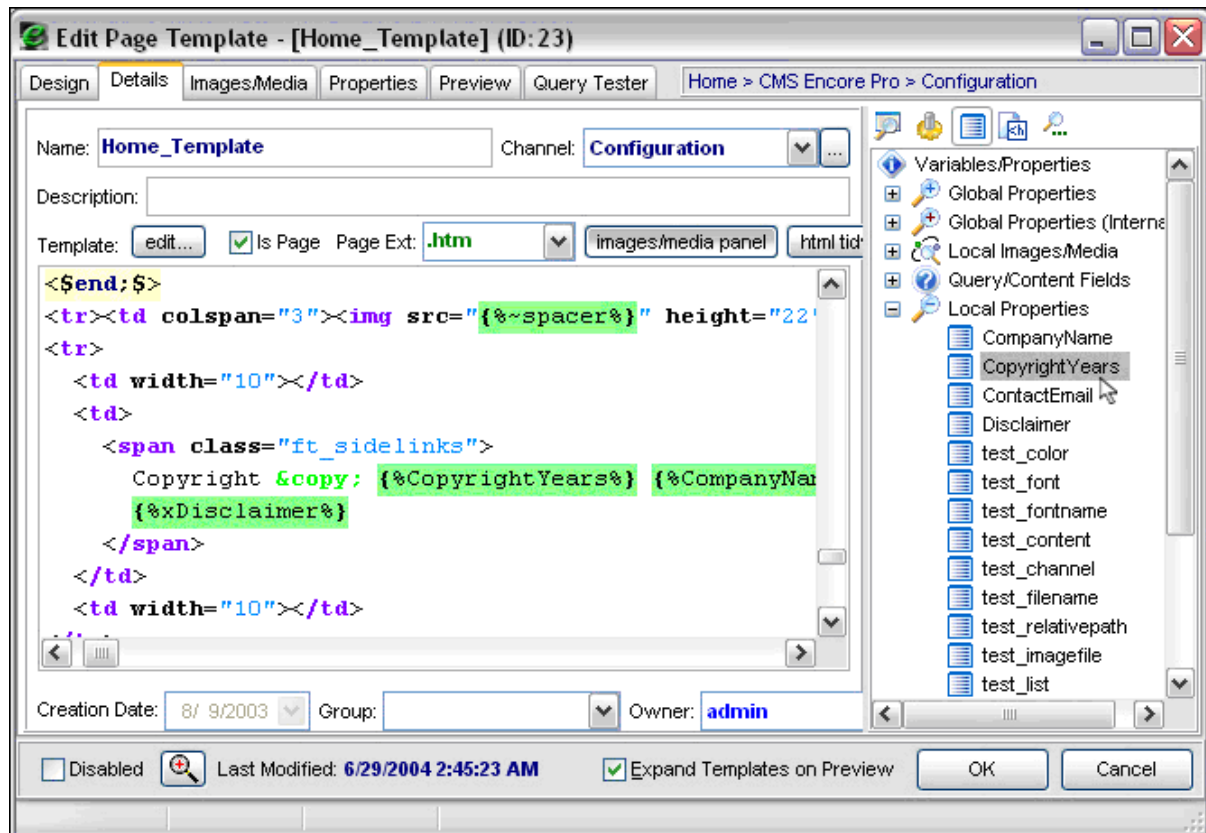 Edit Page Template - [Home_Template] (ID:23)
Design Details Images/Media Properties Preview Query Tester Home > CMS Encore Pro > Configuration
Name: Home_Template Channel: Configuration ...
Description:
Template: edit... Is Page Page Ext: .htm images/media panel html tid
<$end;$>
<tr><td colspan="3"><img src="{%~spacer%}" height="22"
<tr>
<td width="10"></td>
<td>
<span class="ft_sidelinks">
Copyright &copy; {%CopyrightYears%} {%CompanyNa
{%xDisclaimer%}
</span>
</td>
<td width="10"></td>
Creation Date: 8/ 9/2003 Group: Owner: admin
Variables/Properties
Global Properties
Global Properties (Interna
Local Images/Media
Query/Content Fields
Local Properties
CompanyName
CopyrightYears
ContactEmail
Disclaimer
test_color
test_font
test_fontname
test_content
test_channel
test_filename
test_relativepath
test_imagefile
test_list
Disabled Last Modified: 6/29/2004 2:45:23 AM Expand Templates on Preview OK Cancel